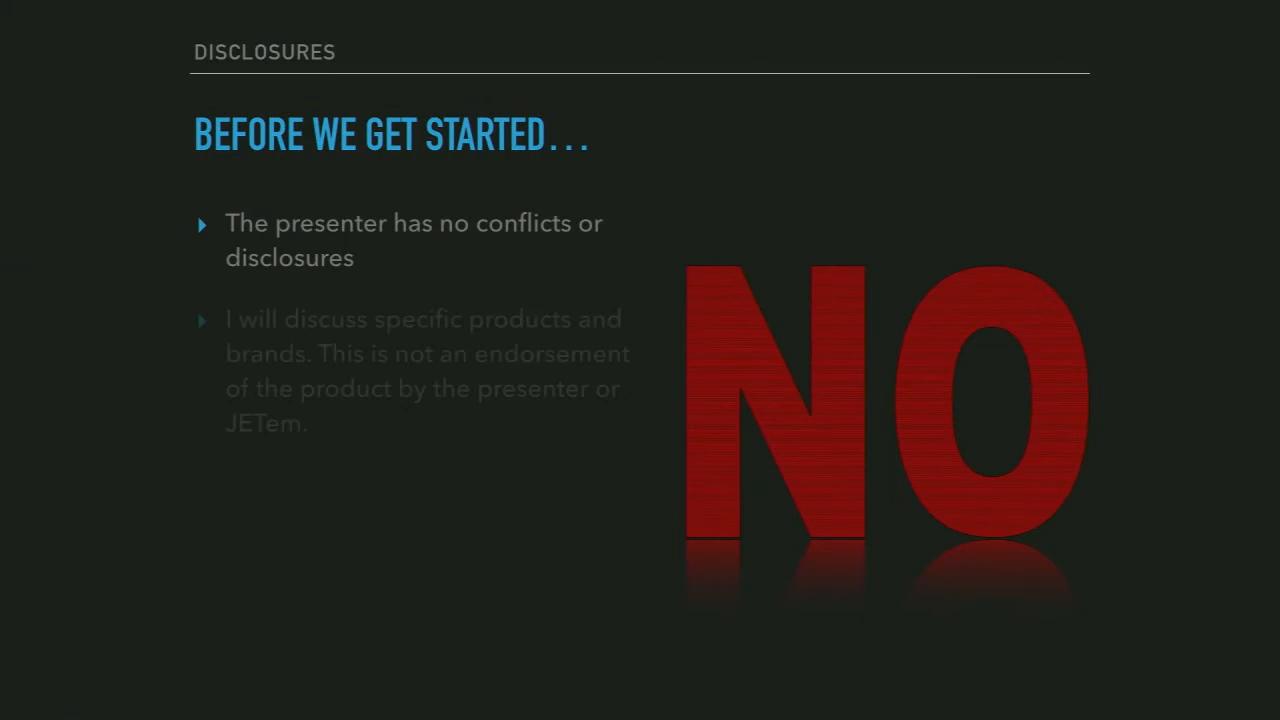 DISCLOSURES
BEFORE WE GET STARTED...
The presenter has no conflicts or
disclosures
I will discuss specific products and
brands. This is not an endorsement
of the product by the presenter or
JETem.
NO